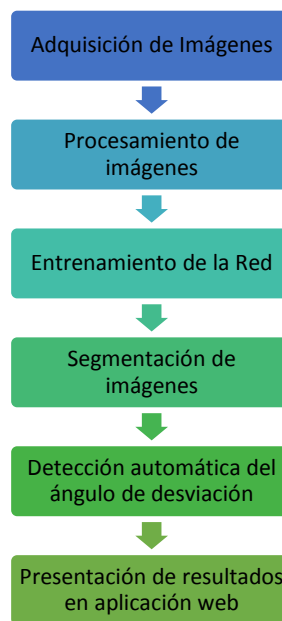 Adquisición de Imágenes
Procesamiento de
imágenes
Entrenamiento de la Red
Segmentación de
imágenes
Detección automática del
ángulo de desviación
Presentación de resultados
en aplicación web